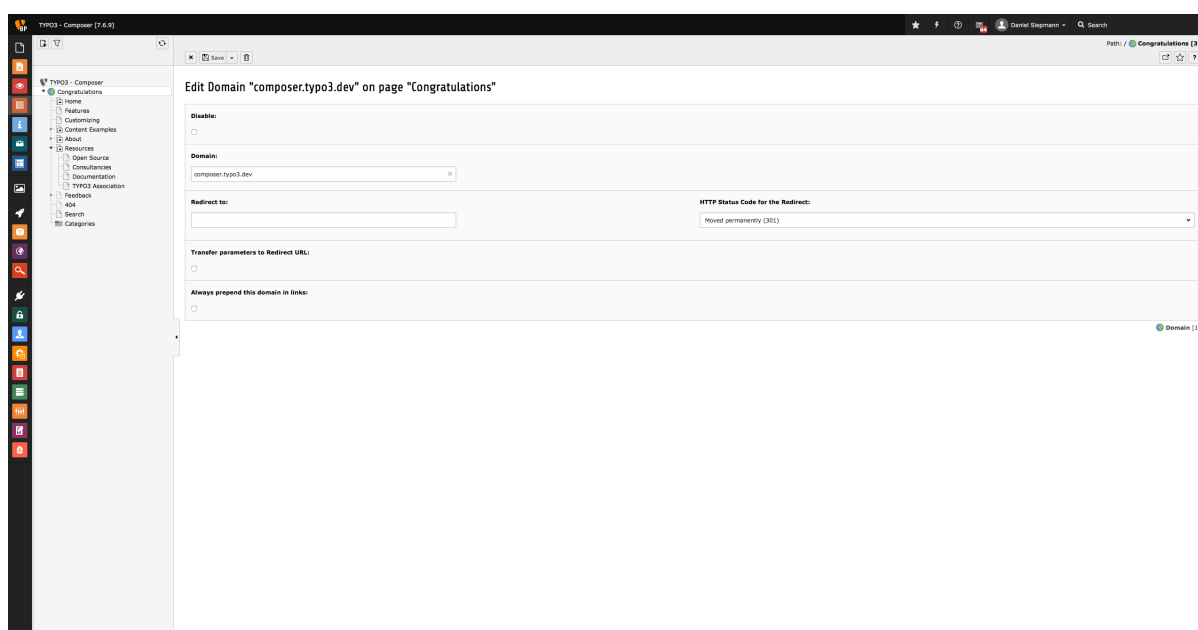 TYPO3 - Composer [7.6.9]
64
Daniel Siepmann
Search
Path: / Congratulations [3
Save
TYPO3 - Composer
Congratulations
Home
Features
Customizing
Content Examples
About
Resources
Open Source
Consultancies
Documentation
TYPO3 Association
Feedback
404
Search
Categories
Edit Domain "composer.typo3.dev" on page "Congratulations"
Disable:
Domain:
composer.typo3.dev
Redirect to:
HTTP Status Code for the Redirect:
Moved permanently (301)
Transfer parameters to Redirect URL:
Always prepend this domain in links:
Domain [1